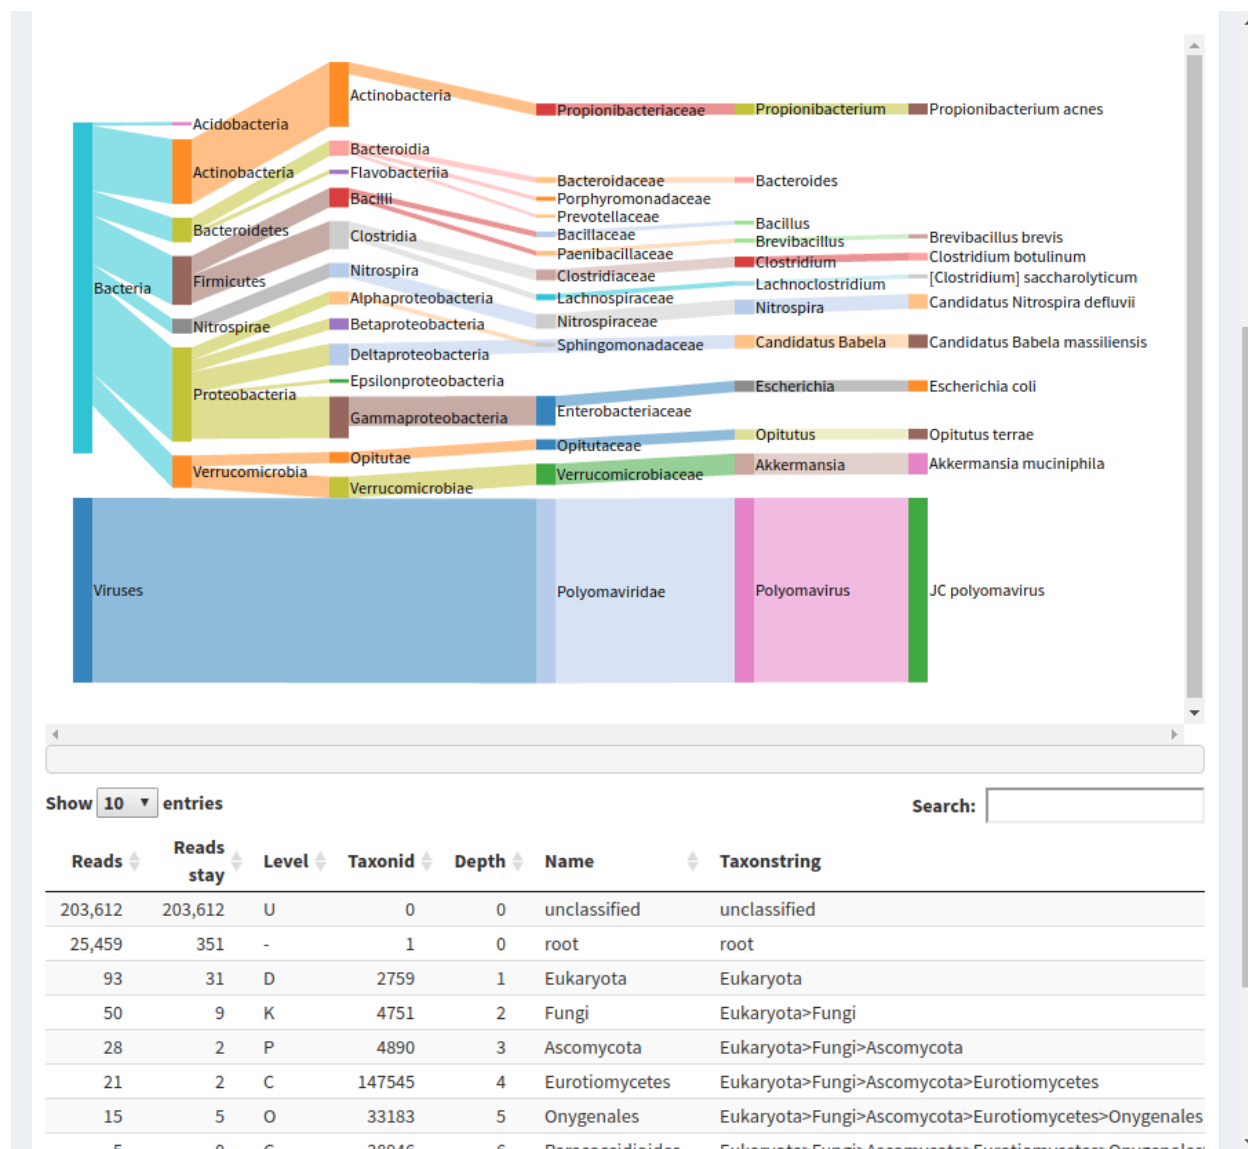 Actinobacteria
Propionibacteriaceae Propionibacterium Propionibacterium acnes
Acidobacteria
Bacteroidia
Actinobacteria Flavobacteriia
Bacteroidaceae Bacteroides
Bacilli Porphyromonadaceae
Prevotellaceae
Bacillus
Bacteroidetes Clostridia Bacillaceae Brevibacillus Brevibacillus brevis
Paenibacillaceae Clostridium Clostridium botulinum
Nitrospira Clostridiaceae [Clostridium] saccharolyticum
Firmicutes Lachnoclostridium
Bacteria Alphaproteobacteria Lachnospiraceae Nitrospira Candidatus Nitrospira defluvii
Nitrospirae Betaproteobacteria Nitrospiraceae
Deltaproteobacteria Sphingomonadaceae Candidatus Babela Candidatus Babela massiliensis
Epsilonproteobacteria Escherichia Escherichia coli
Proteobacteria
Gammaproteobacteria Enterobacteriaceae
Opitutus Opitutus terrae
Opitutae Opitutaceae
Verrucomicrobia Verrucomicrobiaceae Akkermansia Akkermansia muciniphila
Verrucomicrobiae
Viruses Polyomaviridae Polyomavirus JC polyomavirus
Show 10 entries Search:
Reads Reads stay Level Taxonid Depth Name Taxonstring
203,612 203,612 U 0 0 unclassified unclassified
25,459 351 - 1 0 root root
93 31 D 2759 1 Eukaryota Eukaryota
50 9 K 4751 2 Fungi Eukaryota>Fungi
28 2 P 4890 3 Ascomycota Eukaryota>Fungi>Ascomycota
21 2 C 147545 4 Eurotiomycetes Eukaryota>Fungi>Ascomycota>Eurotiomycetes
15 5 O 33183 5 Onygenales Eukaryota>Fungi>Ascomycota>Eurotiomycetes>Onygenales